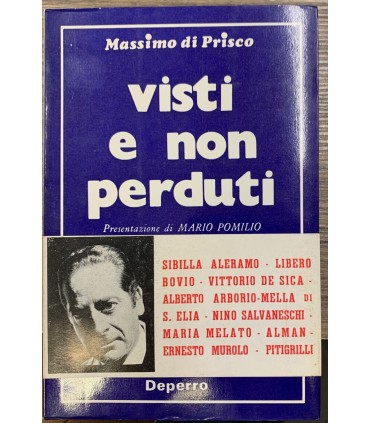 Massimo di Prisco
visti
e non
perduti
Presentazione di MARIO POMILIO
SIBILLA ALERAMO - LIBERO
BOVIO - VITTORIO DE SICA -
ALBERTO ARBORIO-MELLA DI
S. ELIA - NINO SALVANESCHI -
MARIA MELATO - ALMAN -
ERNESTO MUROLO - PITIGRILLI
Deperro